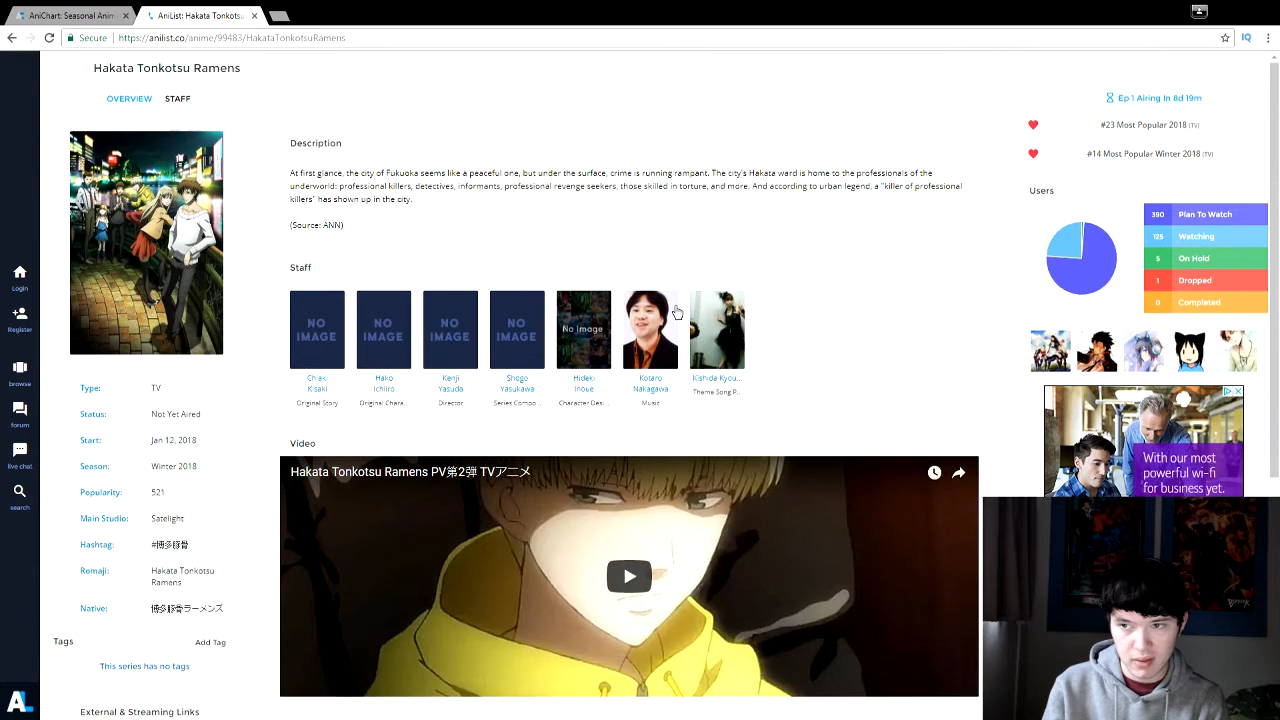 AniChart: Seasonal Anim
AniList: Hakata Tonkotsu
Secure
https://anilist.co/anime/99483/HakataTonkotsuRamens
IQ
Hakata Tonkotsu Ramens
OVERVIEW
STAFF
Ep 1 Airing In 8d 19m
#23 Most Popular 2018 (TV)
#14 Most Popular Winter 2018 (TV)
Users
390 Plan To Watch
125 Watching
5 On Hold
1 Dropped
0 Completed
Description
At first glance, the city of Fukuoka seems like a peaceful one, but under the surface, crime is running rampant. The city's Hakata ward is home to the professionals of the
underworld: professional killers, detectives, informants, professional revenge seekers, those skilled in torture, and more. And according to urban legend, a "killer of professional
killers" has shown up in the city.
(Source: ANN)
Staff
NO IMAGE
NO IMAGE
NO IMAGE
NO IMAGE
No Image
Chiaki Kisaki
Original Story
Hako Ichiiro
Original Chara..
Kenji Yasuda
Director
Shogo Yasukawa
Series Compo...
Hideki Inoue
Character Desi...
Kotaro Nakagawa
Music
Kishida Kyou...
Theme Song P...
Video
Hakata Tonkotsu Ramens PV第2弾 TVアニメ
With our most
powerful wi-fi
for business yet.
Login
Register
browse
forum
live chat
search
AL
Type: TV
Status: Not Yet Aired
Start: Jan 12, 2018
Season: Winter 2018
Popularity: 521
Main Studio: Satelight
Hashtag: #博多豚骨
Romaji: Hakata Tonkotsu
Ramens
Native: 博多豚骨ラーメンズ
Tags
Add Tag
This series has no tags
External & Streaming Links